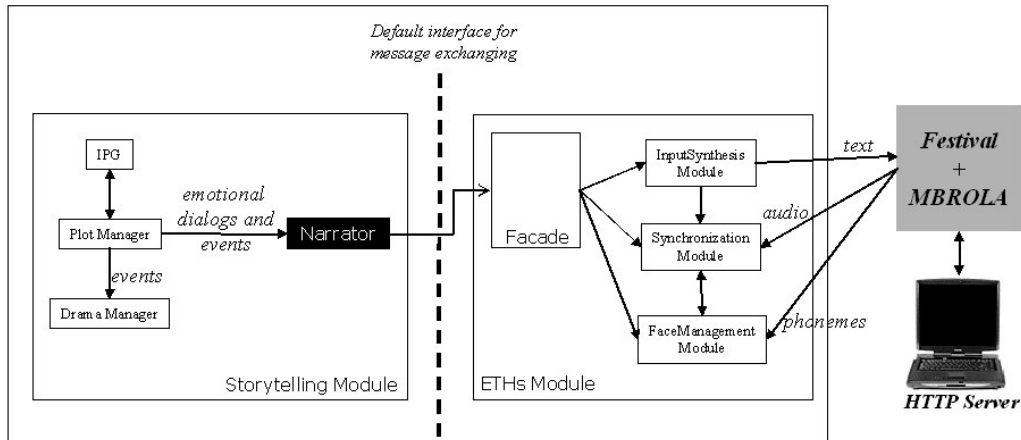 Default interface for
message exchanging
IPG
Plot Manager
emotional
dialogs and
events
Narrator
events
Drama Manager
Storytelling Module
Facade
InputSynthesis
Module
Synchronization
Module
FaceManagement
Module
ETHs Module
text
audio
phonemes
Festival
+
MBROLA
HTTP Server